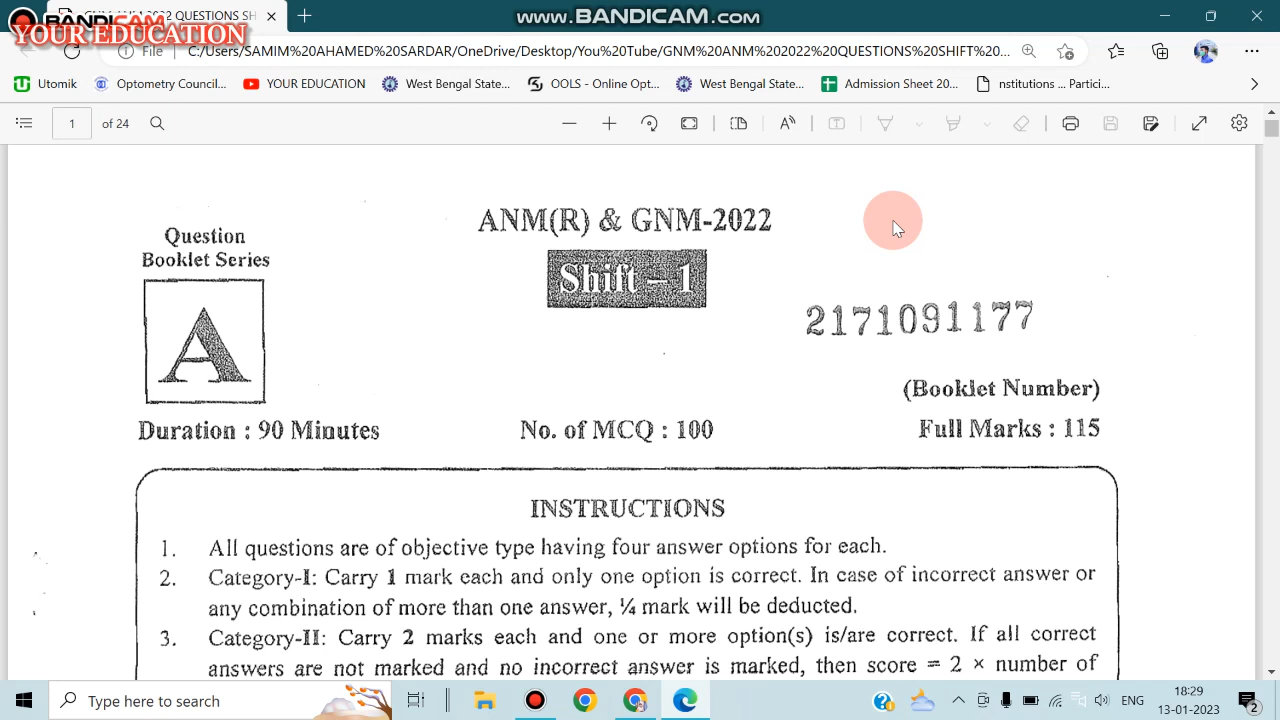 BANDICAM
GNM ANM 2022 QUESTIONS SH
www.BANDICAM.com
YOUR EDUCATION
File
C:/Users/SAMIM%20AHAMED%20SARDAR/OneDrive/Desktop/You%20Tube/GNM%20ANM%202022%20QUESTIONS%20SHIFT%20...
Utomik
Optometry Council...
YOUR EDUCATION
West Bengal State...
OOLS - Online Opt...
West Bengal State...
Admission Sheet 20...
nstitutions ... Partici...
1 of 24
ANM(R) & GNM-2022
Question
Booklet Series
Shift – 1
A
2171091177
(Booklet Number)
Duration : 90 Minutes
No. of MCQ : 100
Full Marks : 115
INSTRUCTIONS
1. All questions are of objective type having four answer options for each.
2. Category-I: Carry 1 mark each and only one option is correct. In case of incorrect answer or
any combination of more than one answer, ¼ mark will be deducted.
3. Category-II: Carry 2 marks each and one or more option(s) is/are correct. If all correct
answers are not marked and no incorrect answer is marked, then score = 2 × number of
Type here to search
ENG
18:29
13-01-2023
2